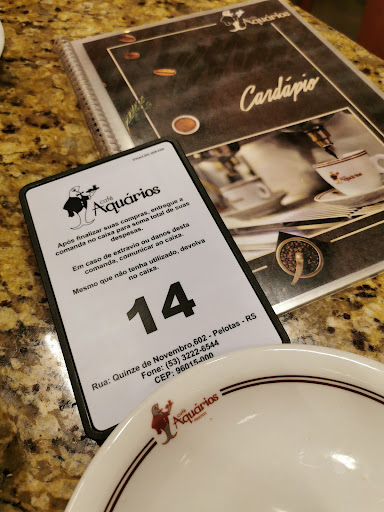 Café
Aquários
Cardápio
Café
Aquários
Após finalizar suas compras, entregue a
comanda no caixa para soma total de suas
despesas.
Em caso de extravio ou danos desta
comanda, comunicar ao caixa.
Mesmo que não tenha utilizado, devolva
no caixa.
14
Rua: Quinze de Novembro,602 - Pelotas - RS
Fone: (53) 3222-6544
CEP: 96015-000
Café
Aquários